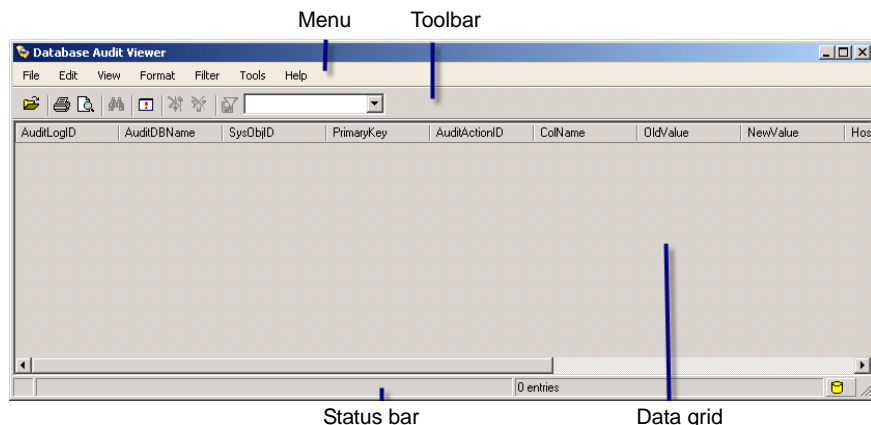 Menu Toolbar
Database Audit Viewer
File Edit View Format Filter Tools Help
AuditLogID AuditDBName SysObjID PrimaryKey AuditActionID ColName OldValue NewValue Hos
0 entries
Status bar Data grid